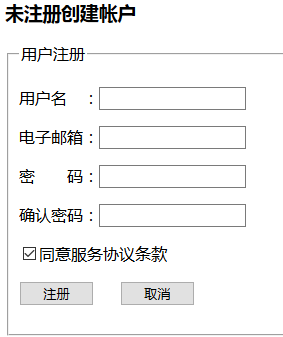 未注册创建帐户
用户注册
用户名　：
电子邮箱：
密　　码：
确认密码：
同意服务协议条款
注册　取消